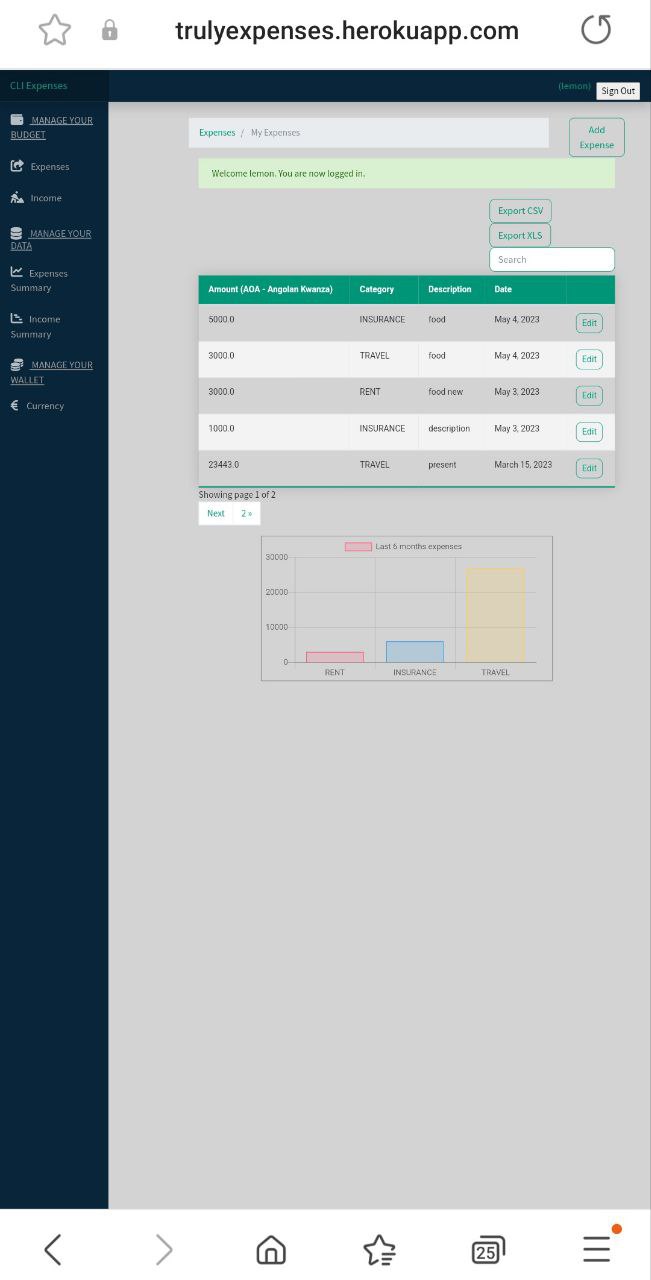 trulyexpenses.herokuapp.com
CLI Expenses
(lemon)
Sign Out
MANAGE YOUR
BUDGET
Expenses
Income
MANAGE YOUR
DATA
Expenses
Summary
Income
Summary
MANAGE YOUR
WALLET
€ Currency
Expenses / My Expenses
Add
Expense
Welcome lemon. You are now logged in.
Export CSV
Export XLS
Search
Amount (AOA - Angolan Kwanza) Category Description Date
5000.0 INSURANCE food May 4, 2023 Edit
3000.0 TRAVEL food May 4, 2023 Edit
3000.0 RENT food new May 3, 2023 Edit
1000.0 INSURANCE description May 3, 2023 Edit
23443.0 TRAVEL present March 15, 2023 Edit
Showing page 1 of 2
Next 2 »
Last 6 months expenses
30000
20000
10000
0
RENT INSURANCE TRAVEL
25